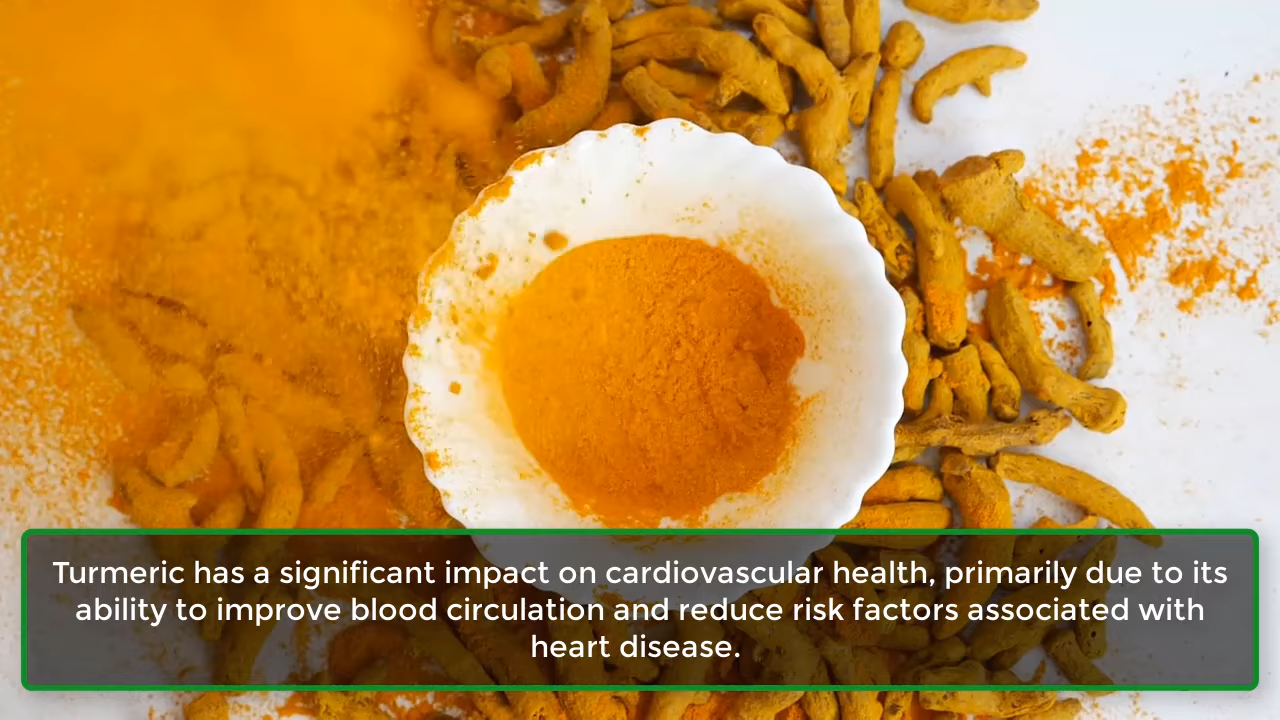 Turmeric has a significant impact on cardiovascular health, primarily due to its
ability to improve blood circulation and reduce risk factors associated with
heart disease.